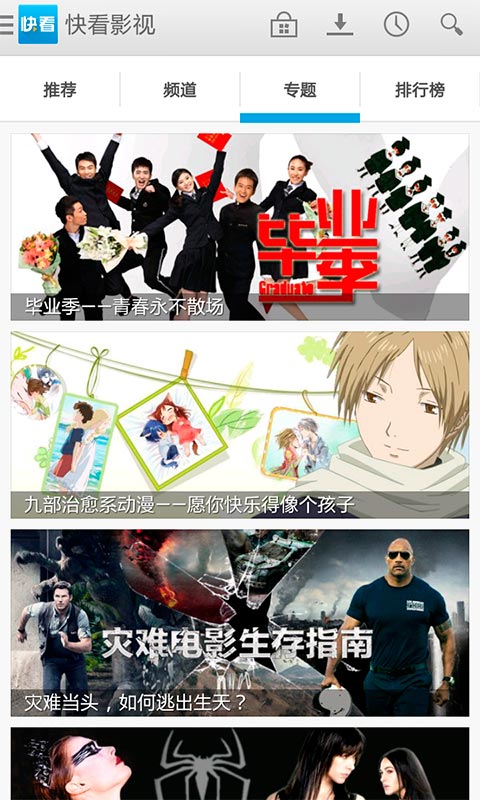 快看
快看影视
推荐
频道
专题
排行榜
毕业季
Graduate
毕业季——青春永不散场
九部治愈系动漫——愿你快乐得像个孩子
灾难电影生存指南
灾难当头，如何逃出生天？